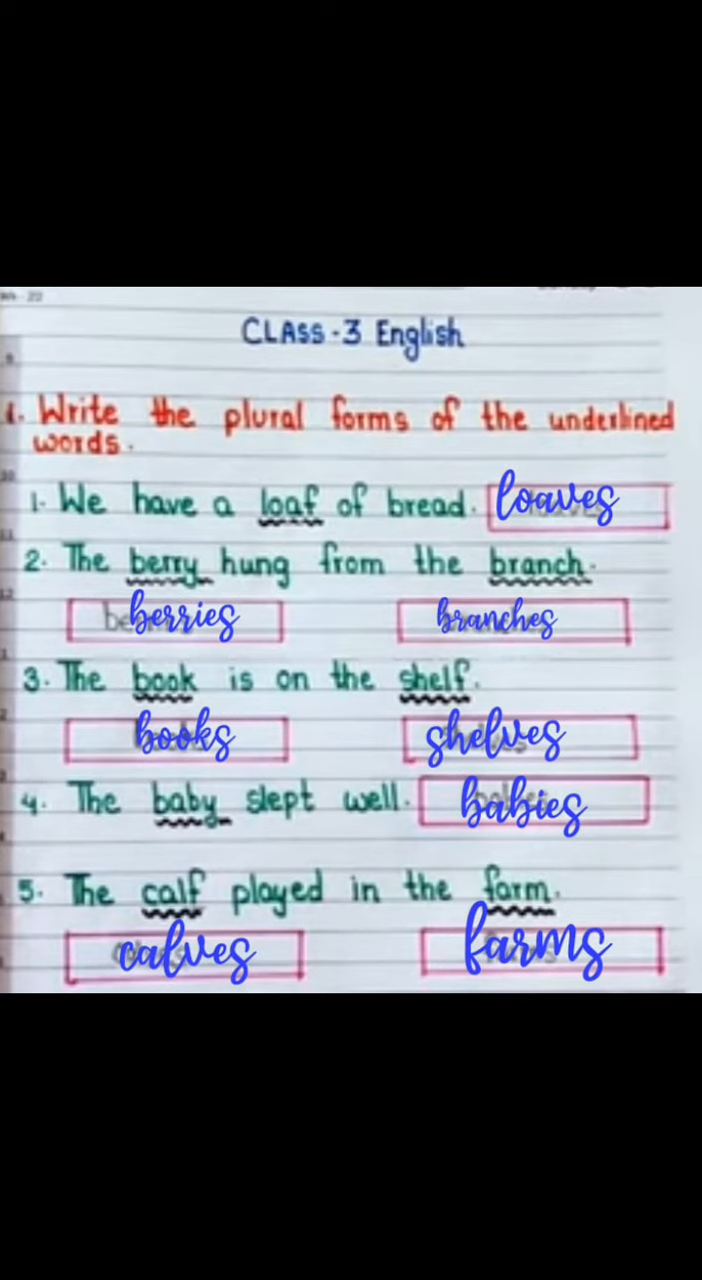 CLASS-3 English
1. Write the plural forms of the underlined
words.
1. We have a loaf of bread. loaves
2. The berry hung from the branch.
berries branches
3. The book is on the shelf.
books shelves
4. The baby slept well. babies
5. The calf played in the farm.
calves farms